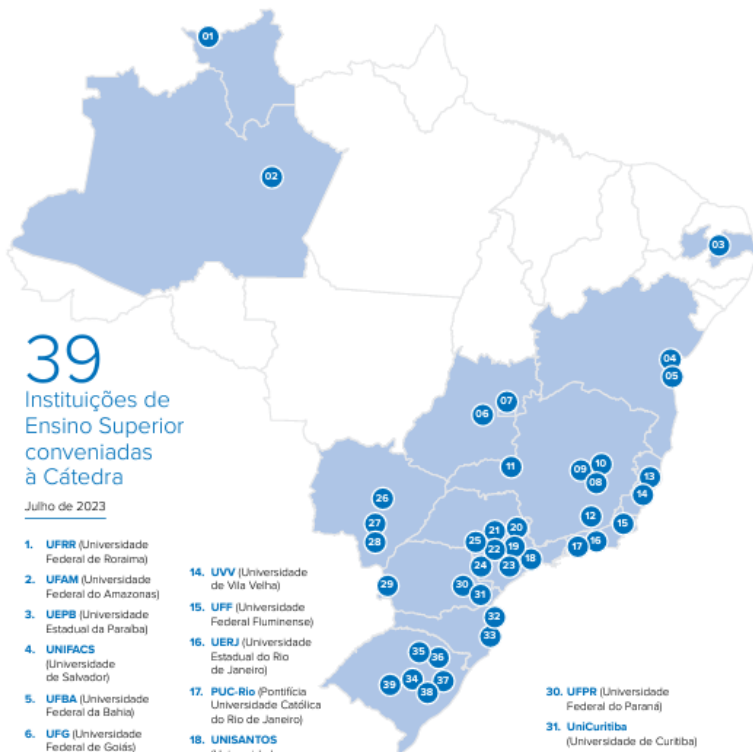 01
02
03
04
05
06
07
08
09
10
11
12
13
14
15
16
17
18
19
20
21
22
23
24
25
26
27
28
29
30
31
32
33
34
35
36
37
38
39
39
Instituições de
Ensino Superior
conveniadas
à Cátedra
Julho de 2023
1. UFRR (Universidade
Federal de Roraima)
2. UFAM (Universidade
Federal do Amazonas)
3. UEPB (Universidade
Estadual da Paraíba)
4. UNIFACS
(Universidade
de Salvador)
5. UFBA (Universidade
Federal da Bahia)
6. UFG (Universidade
Federal de Goiás)
14. UVV (Universidade
de Vila Velha)
15. UFF (Universidade
Federal Fluminense)
16. UERJ (Universidade
Estadual do Rio
de Janeiro)
17. PUC-Rio (Pontifícia
Universidade Católica
do Rio de Janeiro)
18. UNISANTOS
30. UFPR (Universidade
Federal do Paraná)
31. UniCuritiba
(Universidade de Curitiba)